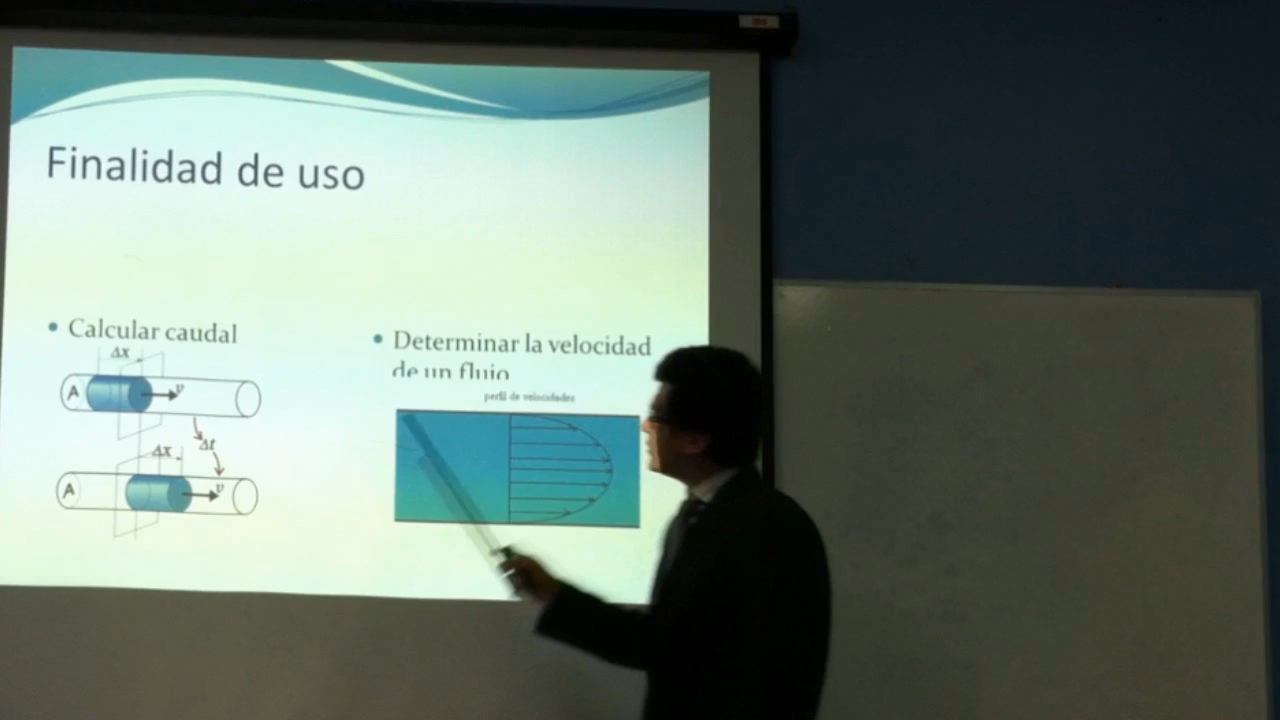 Finalidad de uso
• Calcular caudal
Δx
A
v
Δt
Δx
A
v
• Determinar la velocidad
de un flujo
perfil de velocidades